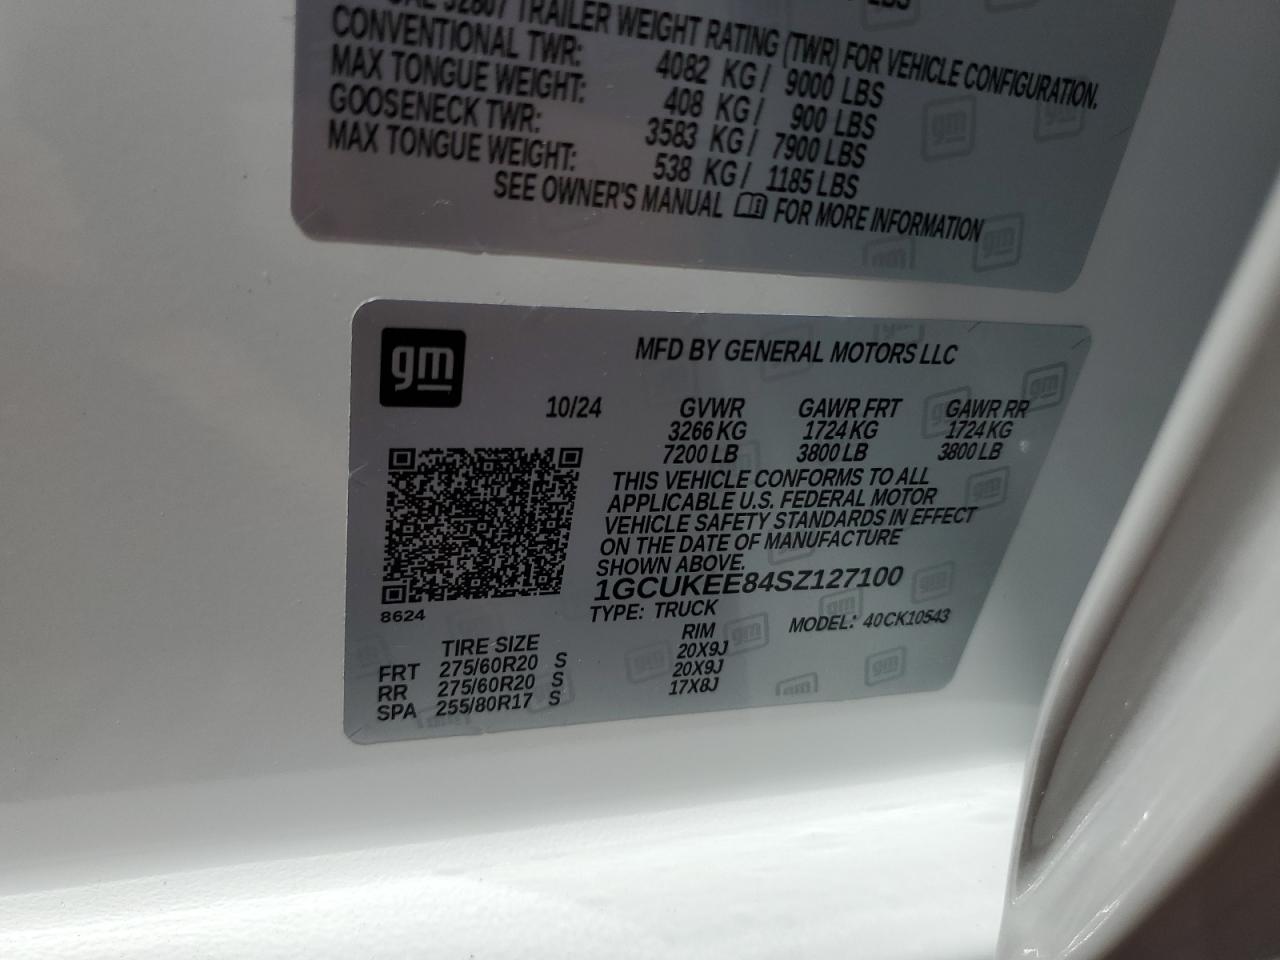 LBS
J2807 TRAILER WEIGHT RATING (TWR) FOR VEHICLE CONFIGURATION.
CONVENTIONAL TWR: 4082 KG / 9000 LBS
MAX TONGUE WEIGHT: 408 KG / 900 LBS
GOOSENECK TWR: 3583 KG / 7900 LBS
MAX TONGUE WEIGHT: 538 KG / 1185 LBS
SEE OWNER'S MANUAL FOR MORE INFORMATION
gm
MFD BY GENERAL MOTORS LLC
10/24 GVWR GAWR FRT GAWR RR
3266 KG 1724 KG 1724 KG
7200 LB 3800 LB 3800 LB
THIS VEHICLE CONFORMS TO ALL
APPLICABLE U.S. FEDERAL MOTOR
VEHICLE SAFETY STANDARDS IN EFFECT
ON THE DATE OF MANUFACTURE
SHOWN ABOVE.
1GCUKEE84SZ127100
8624
TYPE: TRUCK MODEL: 40CK10543
TIRE SIZE RIM
FRT 275/60R20 S 20X9J
RR 275/60R20 S 20X9J
SPA 255/80R17 S 17X8J